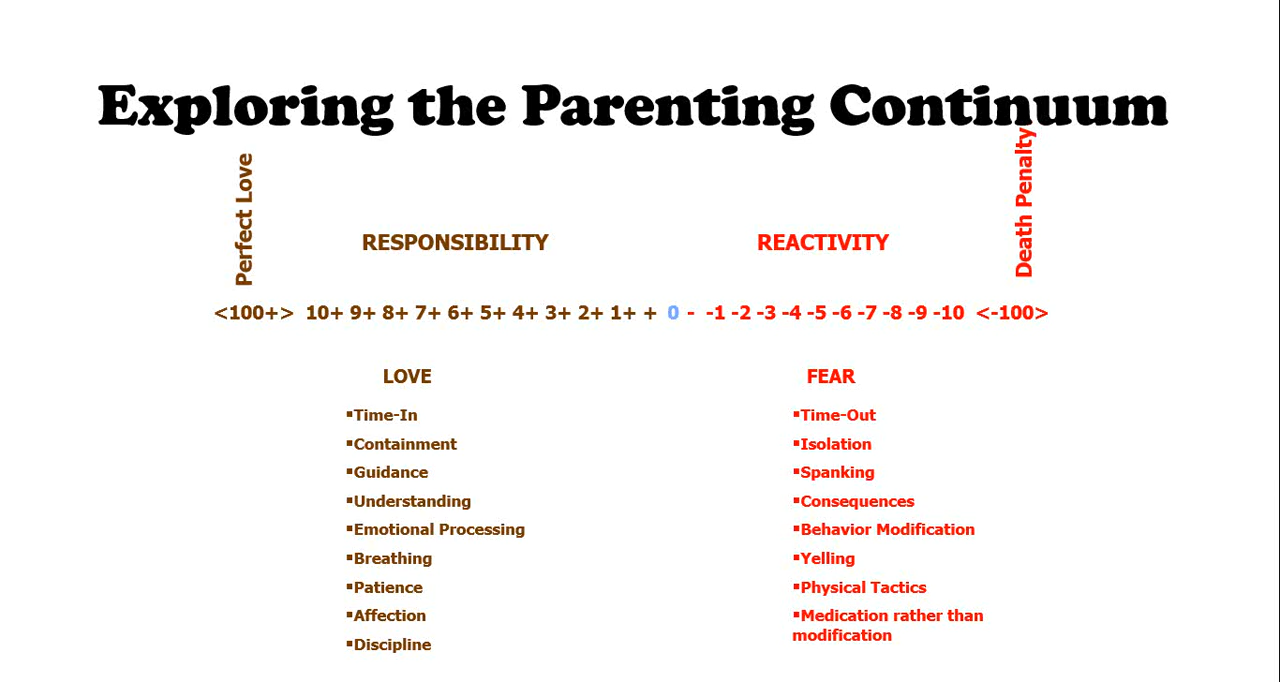 Exploring the Parenting Continuum
Perfect Love
Death Penalty
RESPONSIBILITY
REACTIVITY
<100+> 10+ 9+ 8+ 7+ 6+ 5+ 4+ 3+ 2+ 1+ + 0 - -1 -2 -3 -4 -5 -6 -7 -8 -9 -10 <-100>
LOVE
▪Time-In
▪Containment
▪Guidance
▪Understanding
▪Emotional Processing
▪Breathing
▪Patience
▪Affection
▪Discipline
FEAR
▪Time-Out
▪Isolation
▪Spanking
▪Consequences
▪Behavior Modification
▪Yelling
▪Physical Tactics
▪Medication rather than
modification